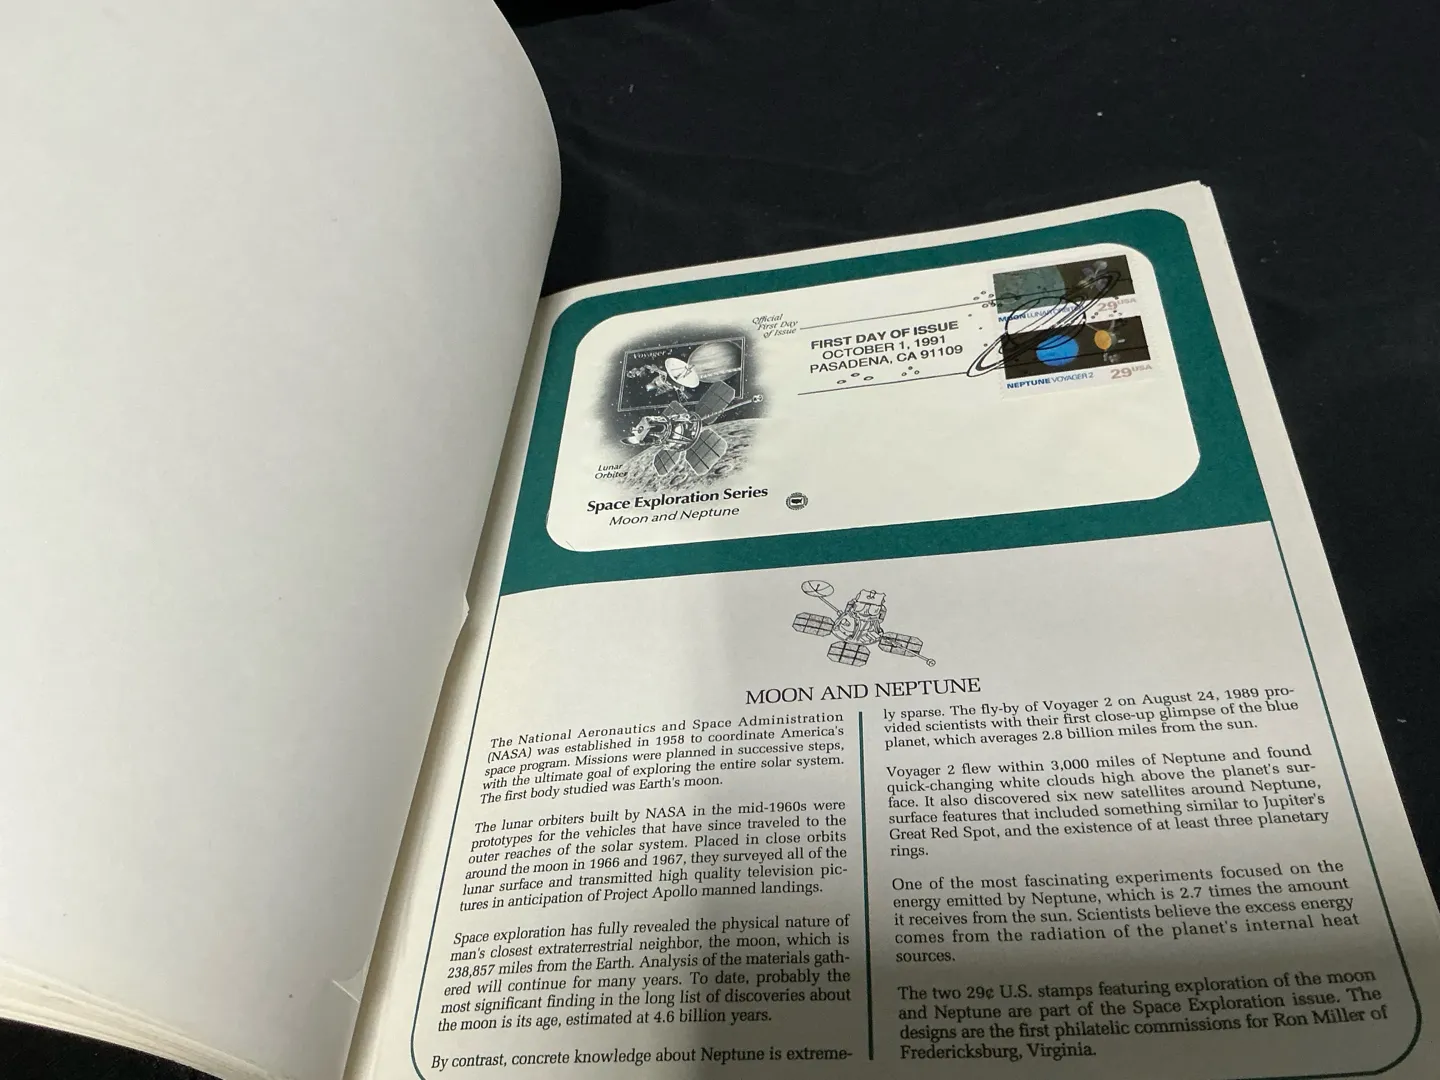 Official
First Day
of Issue
Voyager 2
Lunar
Orbiter
Space Exploration Series
Moon and Neptune
FIRST DAY OF ISSUE
OCTOBER 1, 1991
PASADENA, CA 91109
MOON LUNAR ORBITER
29 USA
NEPTUNE VOYAGER 2
29 USA
MOON AND NEPTUNE
The National Aeronautics and Space Administration
(NASA) was established in 1958 to coordinate America's
space program. Missions were planned in successive steps,
with the ultimate goal of exploring the entire solar system.
The first body studied was Earth's moon.
The lunar orbiters built by NASA in the mid-1960s were
prototypes for the vehicles that have since traveled to the
outer reaches of the solar system. Placed in close orbits
around the moon in 1966 and 1967, they surveyed all of the
lunar surface and transmitted high quality television pic-
tures in anticipation of Project Apollo manned landings.
Space exploration has fully revealed the physical nature of
man's closest extraterrestrial neighbor, the moon, which is
238,857 miles from the Earth. Analysis of the materials gath-
ered will continue for many years. To date, probably the
most significant finding in the long list of discoveries about
the moon is its age, estimated at 4.6 billion years.
By contrast, concrete knowledge about Neptune is extreme-
ly sparse. The fly-by of Voyager 2 on August 24, 1989 pro-
vided scientists with their first close-up glimpse of the blue
planet, which averages 2.8 billion miles from the sun.
Voyager 2 flew within 3,000 miles of Neptune and found
quick-changing white clouds high above the planet's sur-
face. It also discovered six new satellites around Neptune,
surface features that included something similar to Jupiter's
Great Red Spot, and the existence of at least three planetary
rings.
One of the most fascinating experiments focused on the
energy emitted by Neptune, which is 2.7 times the amount
it receives from the sun. Scientists believe the excess energy
comes from the radiation of the planet's internal heat
sources.
The two 29¢ U.S. stamps featuring exploration of the moon
and Neptune are part of the Space Exploration issue. The
designs are the first philatelic commissions for Ron Miller of
Fredericksburg, Virginia.